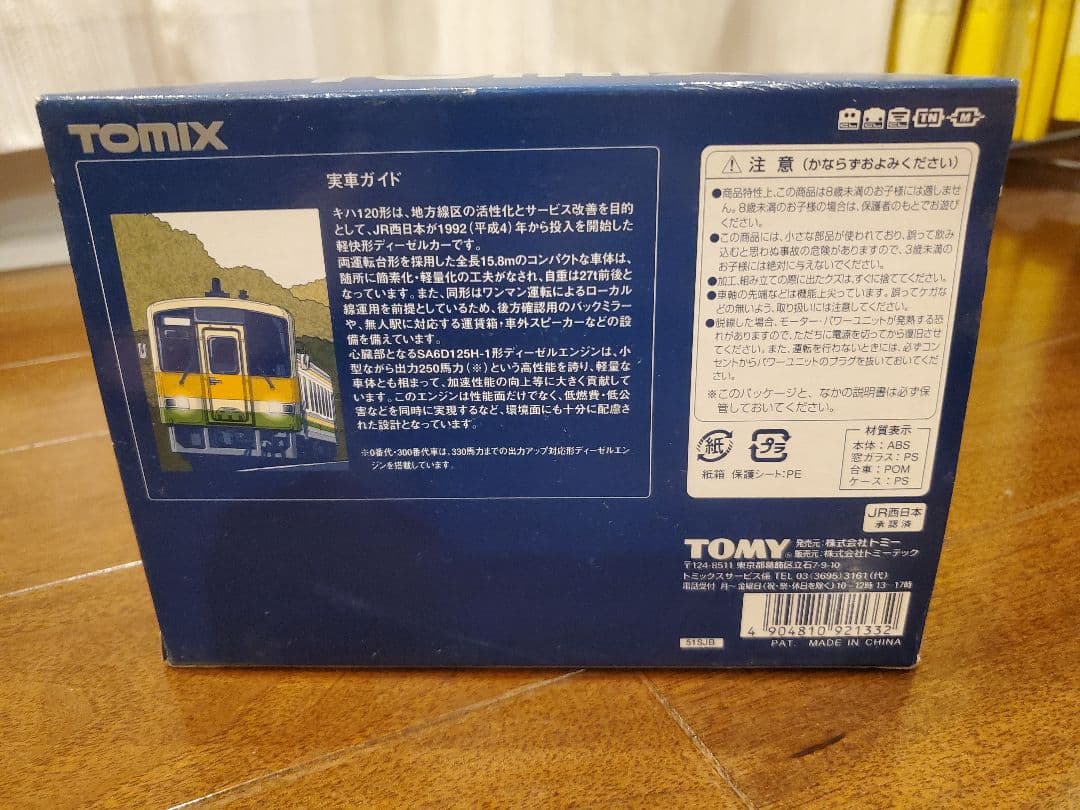 TOMIX
実車ガイド
キハ120形は、地方線区の活性化とサービス改善を目的
として、JR西日本が1992(平成4)年から投入を開始した
軽快形ディーゼルカーです。
両運転台形を採用した全長15.8mのコンパクトな車体は、
随所に簡素化・軽量化の工夫がなされ、自重は27t前後と
なっています。また、同形はワンマン運転によるローカル
線運用を前提としているため、後方確認用のバックミラー
や、無人駅に対応する運賃箱・車外スピーカーなどの設
備を備えています。
心臓部となるSA6D125H-1形ディーゼルエンジンは、小
型ながら出力250馬力(※)という高性能を誇り、軽量な
車体とも相まって、加速性能の向上等に大きく貢献して
います。このエンジンは性能面だけでなく、低燃費・低公
害などを同時に実現するなど、環境面にも十分に配慮さ
れた設計となっています。
※0番代・300番代車は、330馬力までの出力アップ対応形ディーゼルエン
ジンを搭載しています。
CL CL CL TN M
注意(かならずおよみください)
●商品特性上、この商品は8歳未満のお子様には適しませ
ん。8歳未満のお子様の場合は、保護者のもとでお遊び
ください。
●この商品には、小さな部品が使われており、誤って飲み
込むと思わぬ事故の危険がありますので、3歳未満の
お子様には絶対に与えないでください。
●加工、組み立ての際に出たクズは、すぐに捨ててください。
●車軸の先端などは機能上尖っています。誤ってケガな
どの無いよう、取り扱いには注意してください。
●脱線した場合、モーター・パワーユニットが発熱する恐
れがありますので、ただちに電源を切ってから復旧させ
てください。また、運転を行わないときには、必ずコン
セントからパワーユニットのプラグを抜いておいてくだ
さい。
※このパッケージと、なかの説明書は必ず保
管しておいてください。
紙 プラ
紙箱 保護シート:PE
材質表示
本体:ABS
窓ガラス:PS
台車:POM
ケース:PS
JR西日本
承認済
TOMY® 発売元:株式会社トミー
販売元:株式会社トミーテック
〒124-8511 東京都葛飾区立石7-9-10
トミックスサービス係 TEL 03(3695)3161(代)
電話受付 月～金曜日(祝・祭・休日を除く)10～12時 13～17時
4 904810 921332
51SJB
PAT. MADE IN CHINA